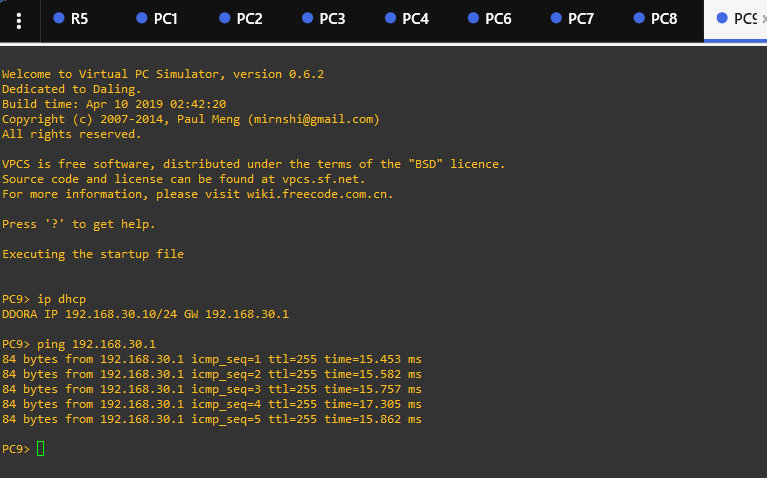 R5 PC1 PC2 PC3 PC4 PC6 PC7 PC8 PC9
Welcome to Virtual PC Simulator, version 0.6.2
Dedicated to Daling.
Build time: Apr 10 2019 02:42:20
Copyright (c) 2007-2014, Paul Meng (mirnshi@gmail.com)
All rights reserved.
VPCS is free software, distributed under the terms of the "BSD" licence.
Source code and license can be found at vpcs.sf.net.
For more information, please visit wiki.freecode.com.cn.
Press '?' to get help.
Executing the startup file
PC9> ip dhcp
DDORA IP 192.168.30.10/24 GW 192.168.30.1
PC9> ping 192.168.30.1
84 bytes from 192.168.30.1 icmp_seq=1 ttl=255 time=15.453 ms
84 bytes from 192.168.30.1 icmp_seq=2 ttl=255 time=15.582 ms
84 bytes from 192.168.30.1 icmp_seq=3 ttl=255 time=15.757 ms
84 bytes from 192.168.30.1 icmp_seq=4 ttl=255 time=17.305 ms
84 bytes from 192.168.30.1 icmp_seq=5 ttl=255 time=15.862 ms
PC9>